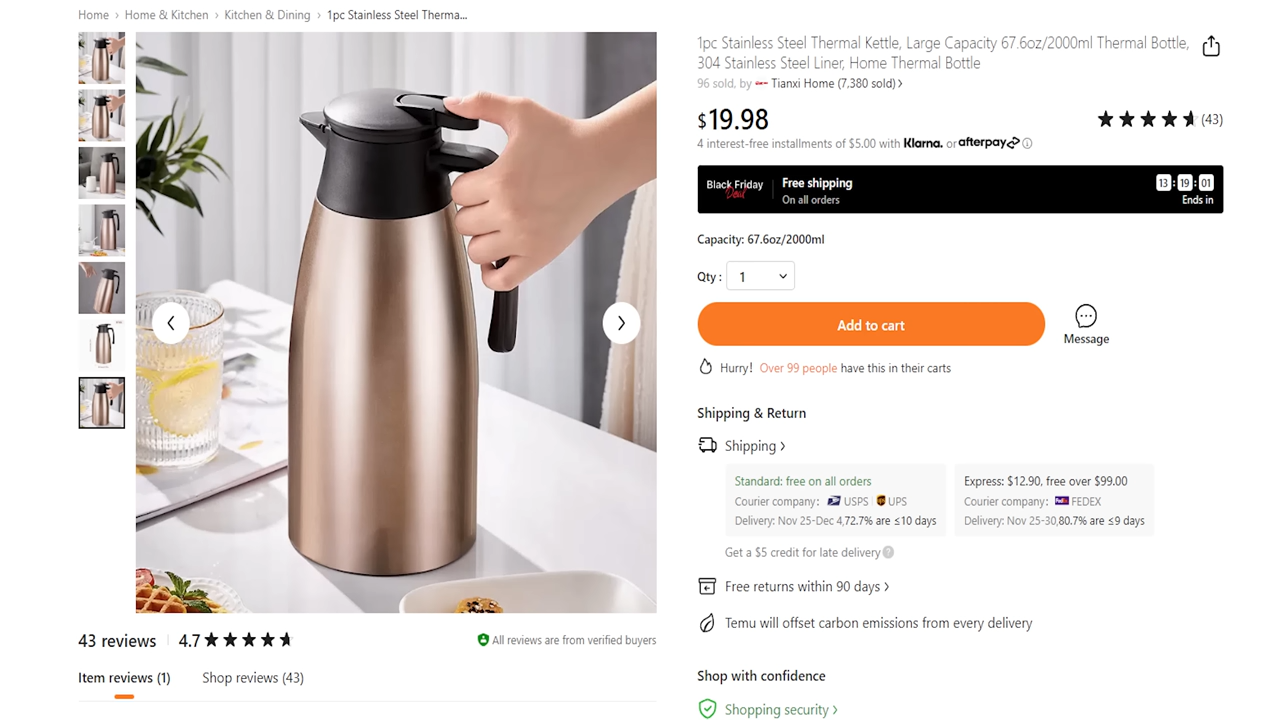 Home › Home & Kitchen › Kitchen & Dining › 1pc Stainless Steel Therma...
1pc Stainless Steel Thermal Kettle, Large Capacity 67.6oz/2000ml Thermal Bottle,
304 Stainless Steel Liner, Home Thermal Bottle
96 sold, by Tianxi Home (7,380 sold) ›
$19.98
(43)
4 interest-free installments of $5.00 with Klarna. or afterpay
Black Friday
Deal
Free shipping
On all orders
13 : 19 : 01
Ends in
Capacity: 67.6oz/2000ml
Qty : 1
Add to cart
Message
Hurry! Over 99 people have this in their carts
Shipping & Return
Shipping ›
Standard: free on all orders
Courier company: USPS | UPS
Delivery: Nov 25-Dec 4,72.7% are ≤10 days
Express: $12.90, free over $99.00
Courier company: FedEx FEDEX
Delivery: Nov 25-30,80.7% are ≤9 days
Get a $5 credit for late delivery ?
Free returns within 90 days ›
Temu will offset carbon emissions from every delivery
Shop with confidence
Shopping security ›
43 reviews | 4.7
All reviews are from verified buyers
Item reviews (1)
Shop reviews (43)